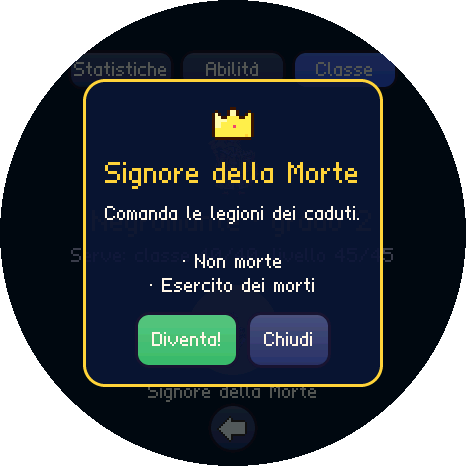 Statistiche
Abilità
Classe
Signore della Morte
Comanda le legioni dei caduti.
· Non morte
· Esercito dei morti
Diventa!
Chiudi
Signore della Morte